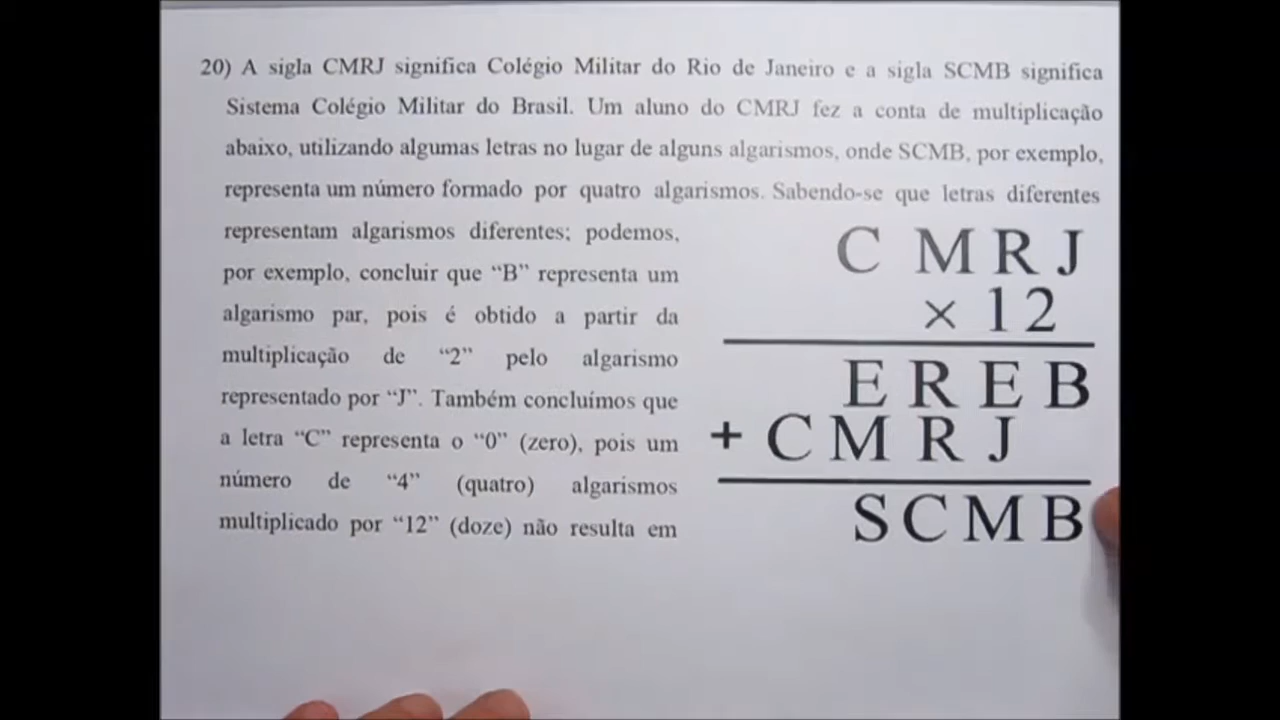 20) A sigla CMRJ significa Colégio Militar do Rio de Janeiro e a sigla SCMB significa
Sistema Colégio Militar do Brasil. Um aluno do CMRJ fez a conta de multiplicação
abaixo, utilizando algumas letras no lugar de alguns algarismos, onde SCMB, por exemplo,
representa um número formado por quatro algarismos. Sabendo-se que letras diferentes
representam algarismos diferentes; podemos,
por exemplo, concluir que “B” representa um
algarismo par, pois é obtido a partir da
multiplicação de “2” pelo algarismo
representado por “J”. Também concluímos que
a letra “C” representa o “0” (zero), pois um
número de “4” (quatro) algarismos
multiplicado por “12” (doze) não resulta em
C M R J
× 12
E R E B
+ C M R J
S C M B